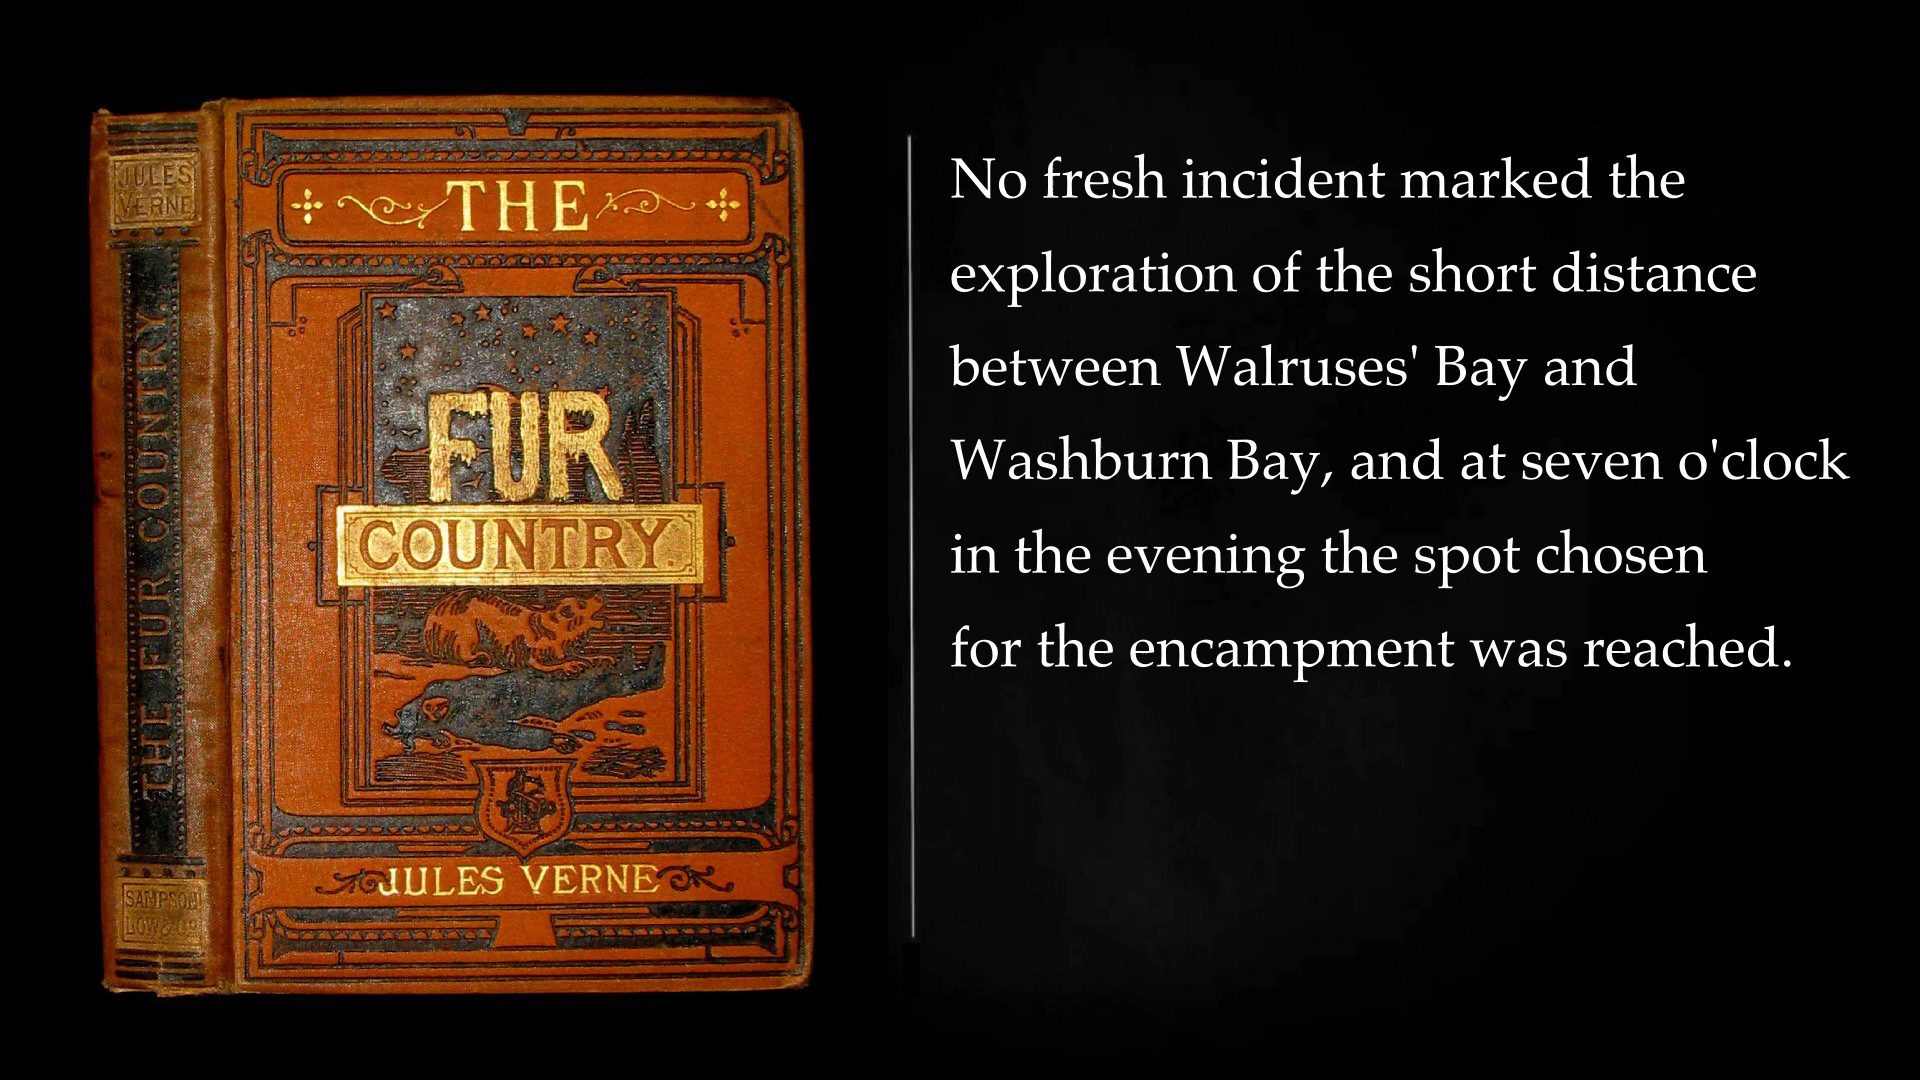 JULES
VERNE
THE FUR COUNTRY.
SAMPSON
LOW & Co
THE
FUR
COUNTRY.
JULES VERNE
No fresh incident marked the
exploration of the short distance
between Walruses' Bay and
Washburn Bay, and at seven o'clock
in the evening the spot chosen
for the encampment was reached.